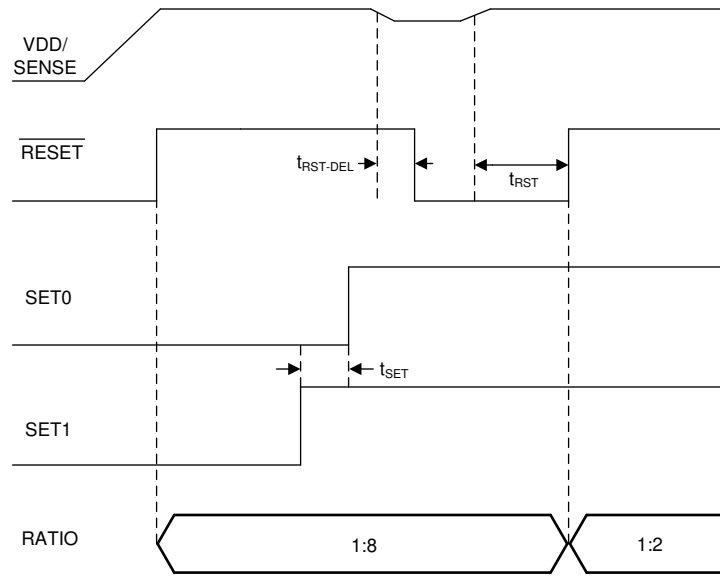 VDD/
SENSE
RESET
tRST-DEL
tRST
SET0
tSET
SET1
RATIO
1:8
1:2